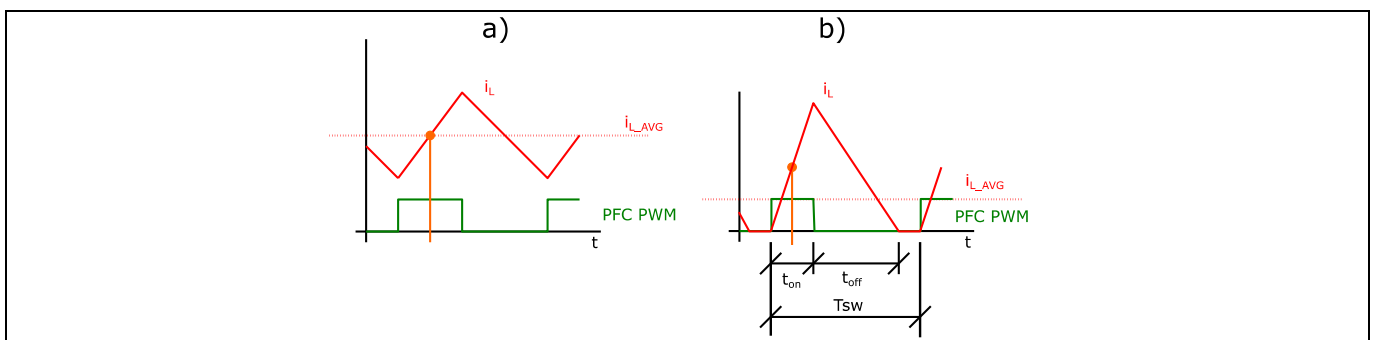 a)
b)
iL
iL_AVG
PFC PWM
t
iL
iL_AVG
PFC PWM
t
ton
toff
Tsw